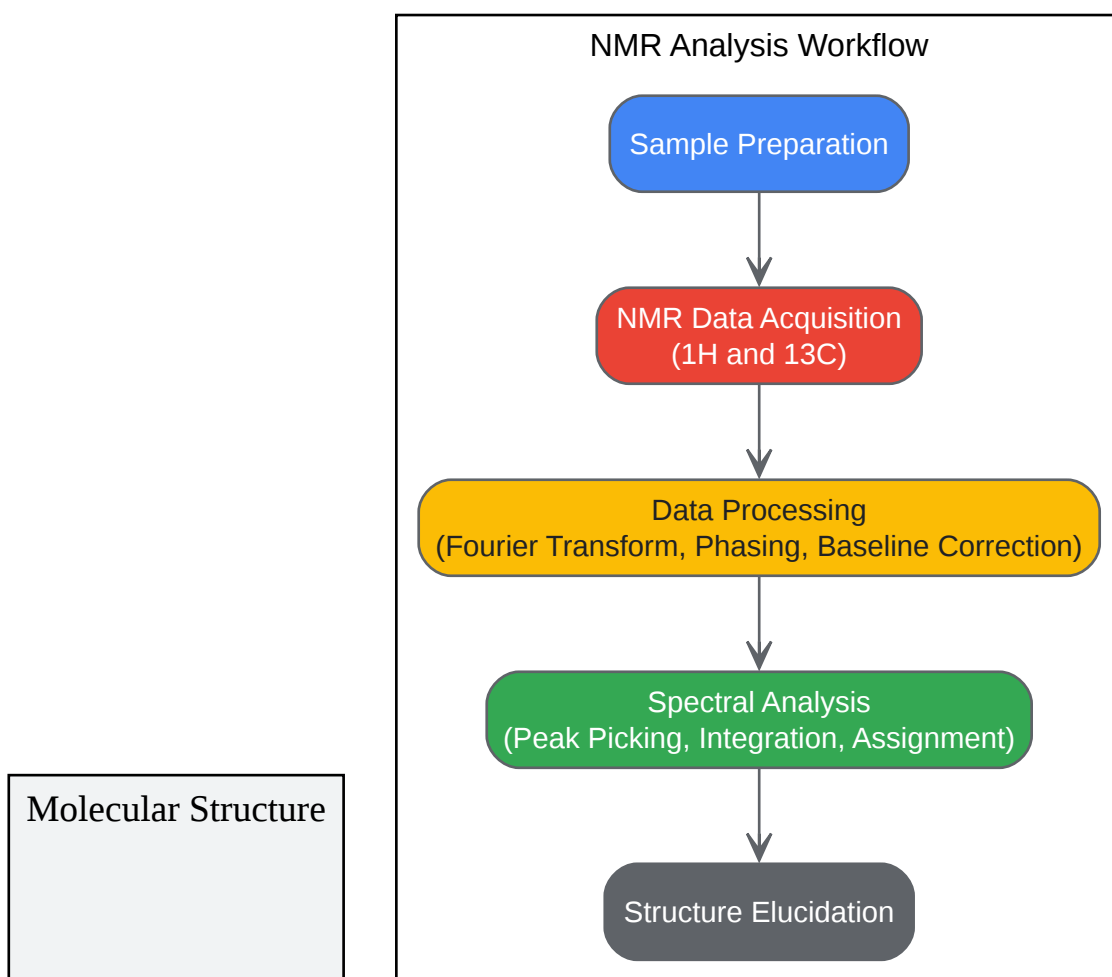 NMR Analysis Workflow
Sample Preparation
NMR Data Acquisition
(1H and 13C)
Data Processing
(Fourier Transform, Phasing, Baseline Correction)
Spectral Analysis
(Peak Picking, Integration, Assignment)
Structure Elucidation
Molecular Structure